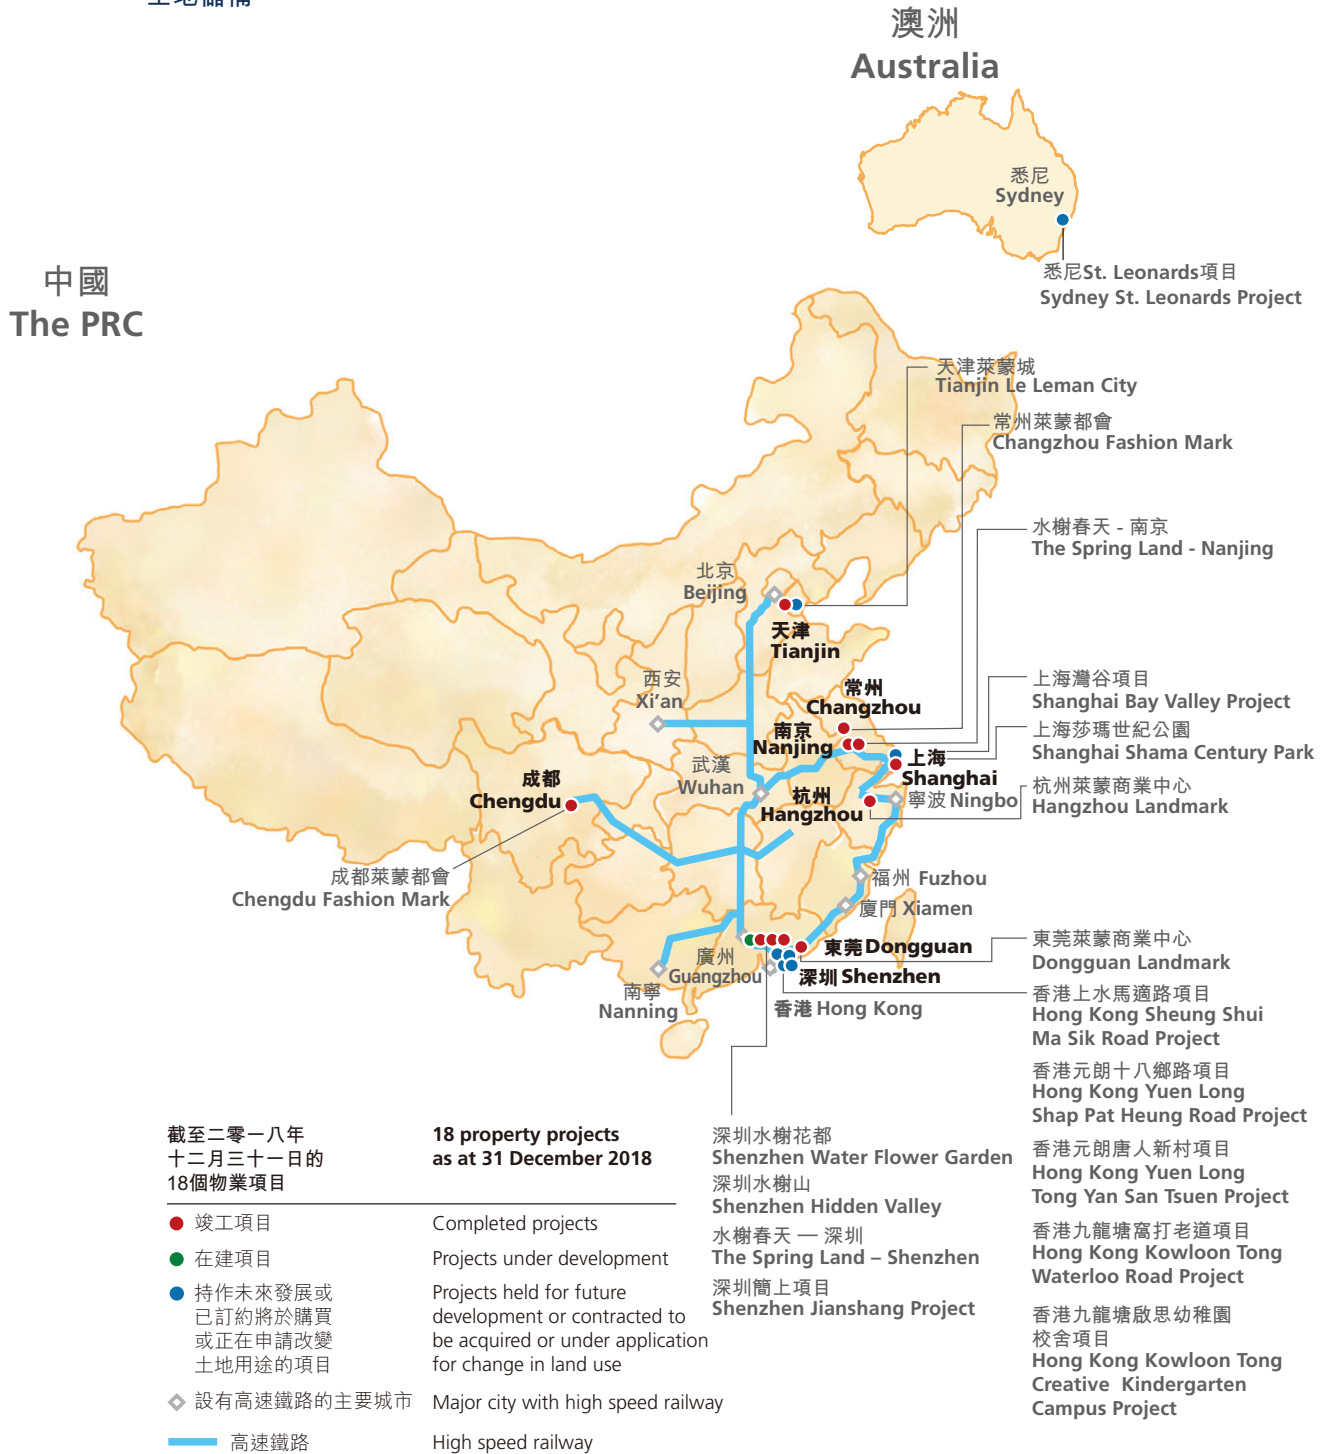 澳洲
Australia
悉尼
Sydney
悉尼St. Leonards項目
Sydney St. Leonards Project
中國
The PRC
天津萊蒙城
Tianjin Le Leman City
常州萊蒙都會
Changzhou Fashion Mark
水榭春天 - 南京
The Spring Land - Nanjing
北京
Beijing
天津
Tianjin
西安
Xi'an
常州
Changzhou
上海灣谷項目
Shanghai Bay Valley Project
南京
Nanjing
上海莎瑪世紀公園
Shanghai Shama Century Park
武漢
Wuhan
上海
Shanghai
成都
Chengdu
杭州
Hangzhou
寧波 Ningbo
杭州萊蒙商業中心
Hangzhou Landmark
成都萊蒙都會
Chengdu Fashion Mark
福州 Fuzhou
廈門 Xiamen
東莞 Dongguan
東莞萊蒙商業中心
Dongguan Landmark
廣州
Guangzhou
深圳 Shenzhen
南寧
Nanning
香港 Hong Kong
香港上水馬適路項目
Hong Kong Sheung Shui
Ma Sik Road Project
香港元朗十八鄉路項目
Hong Kong Yuen Long
Shap Pat Heung Road Project
香港元朗唐人新村項目
Hong Kong Yuen Long
Tong Yan San Tsuen Project
香港九龍塘窩打老道項目
Hong Kong Kowloon Tong
Waterloo Road Project
香港九龍塘啟思幼稚園
校舍項目
Hong Kong Kowloon Tong
Creative Kindergarten
Campus Project
深圳水榭花都
Shenzhen Water Flower Garden
深圳水榭山
Shenzhen Hidden Valley
水榭春天 — 深圳
The Spring Land – Shenzhen
深圳簡上項目
Shenzhen Jianshang Project
截至二零一八年
十二月三十一日的
18個物業項目
18 property projects
as at 31 December 2018
竣工項目
Completed projects
在建項目
Projects under development
持作未來發展或
已訂約將於購買
或正在申請改變
土地用途的項目
Projects held for future
development or contracted to
be acquired or under application
for change in land use
設有高速鐵路的主要城市
Major city with high speed railway
高速鐵路
High speed railway